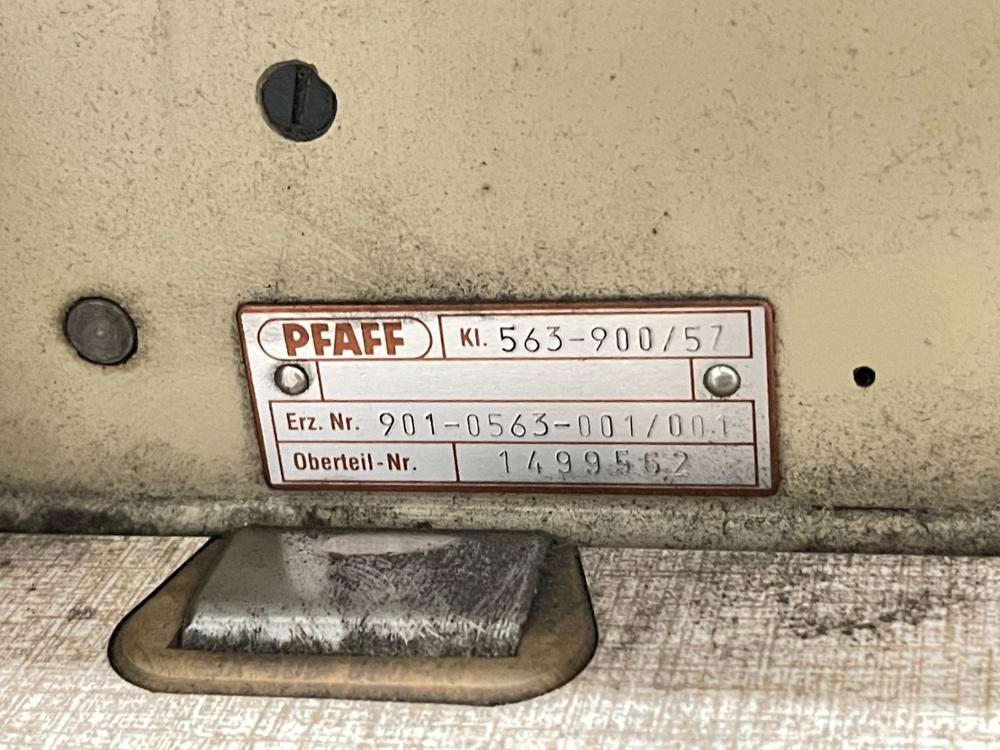 PFAFF Kl. 563-900/57
Erz. Nr. 901-0563-001/001
Oberteil-Nr. 1499562